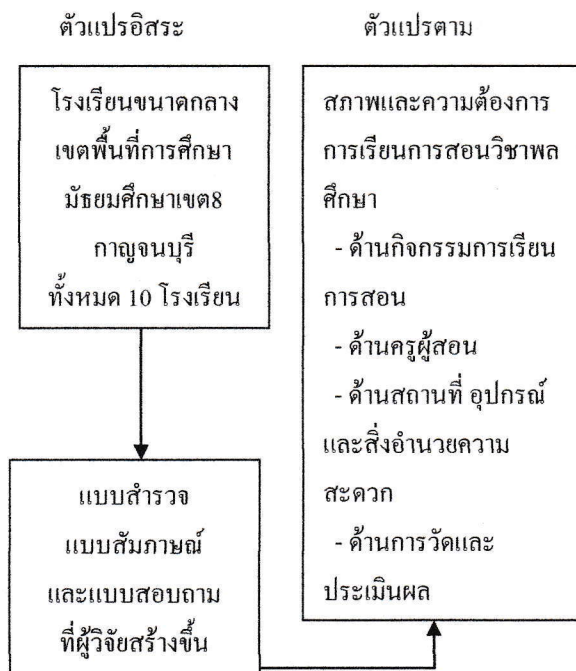 ตัวแปรอิสระ
โรงเรียนขนาดกลาง
เขตพื้นที่การศึกษา
มัธยมศึกษาเขต8
กาญจนบุรี
ทั้งหมด 10 โรงเรียน
แบบสำรวจ
แบบสัมภาษณ์
และแบบสอบถาม
ที่ผู้วิจัยสร้างขึ้น
ตัวแปรตาม
สภาพและความต้องการ
การเรียนการสอนวิชาพล
ศึกษา
- ด้านกิจกรรมการเรียน
การสอน
- ด้านครูผู้สอน
- ด้านสถานที่ อุปกรณ์
และสิ่งอำนวยความ
สะดวก
- ด้านการวัดและ
ประเมินผล